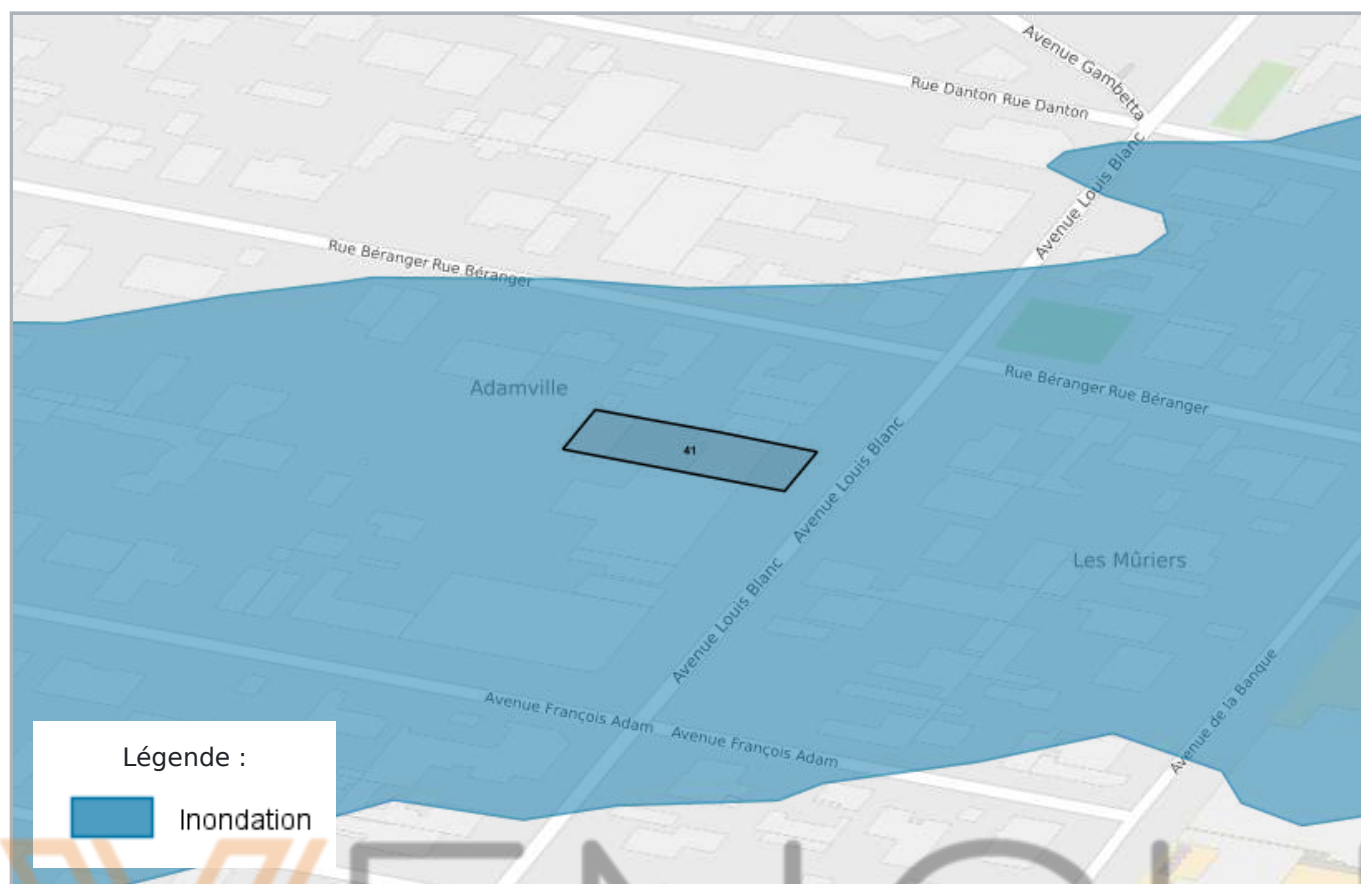 Avenue Gambetta
Rue Danton Rue Danton
Avenue Louis Blanc
Rue Béranger Rue Béranger
Rue Béranger Rue Béranger
Adamville
41
Avenue Louis Blanc
Les Mûriers
Avenue Louis Blanc
Avenue de la Banque
Avenue François Adam Avenue François Adam
Légende :
Inondation